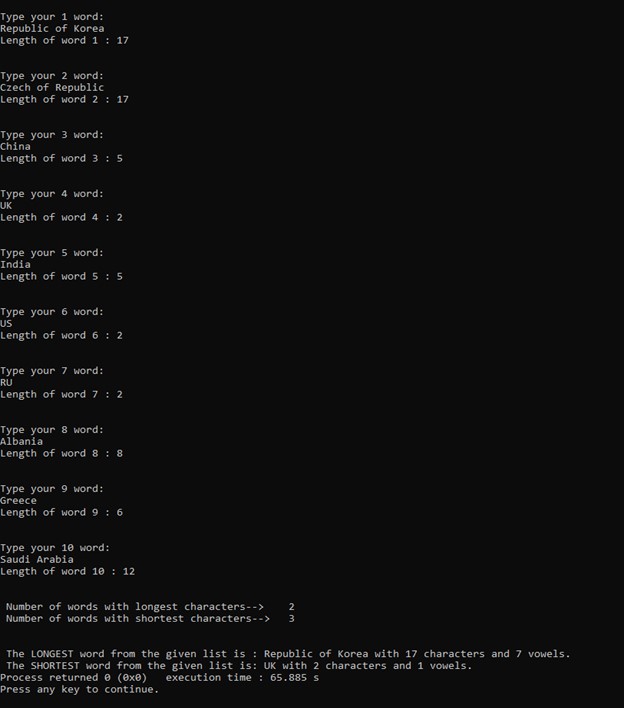 Type your 1 word:
Republic of Korea
Length of word 1 : 17
Type your 2 word:
Czech of Republic
Length of word 2 : 17
Type your 3 word:
China
Length of word 3 : 5
Type your 4 word:
UK
Length of word 4 : 2
Type your 5 word:
India
Length of word 5 : 5
Type your 6 word:
US
Length of word 6 : 2
Type your 7 word:
RU
Length of word 7 : 2
Type your 8 word:
Albania
Length of word 8 : 8
Type your 9 word:
Greece
Length of word 9 : 6
Type your 10 word:
Saudi Arabia
Length of word 10 : 12
Number of words with longest characters-->    2
Number of words with shortest characters-->   3
The LONGEST word from the given list is : Republic of Korea with 17 characters and 7 vowels.
The SHORTEST word from the given list is: UK with 2 characters and 1 vowels.
Process returned 0 (0x0)   execution time : 65.885 s
Press any key to continue.